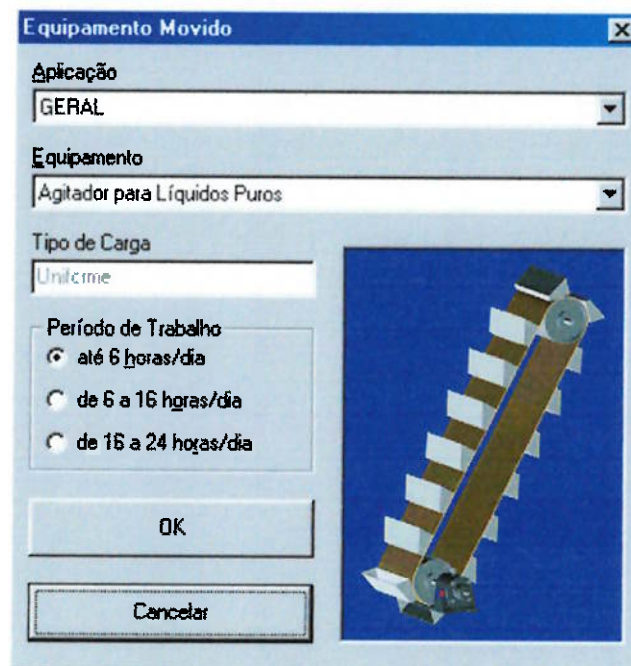 Equipamento Movido
Aplicação
GERAL
Equipamento
Agitador para Líquidos Puros
Tipo de Carga
Uniforme
Período de Trabalho
até 6 horas/dia
de 6 a 16 horas/dia
de 16 a 24 horas/dia
OK
Cancelar